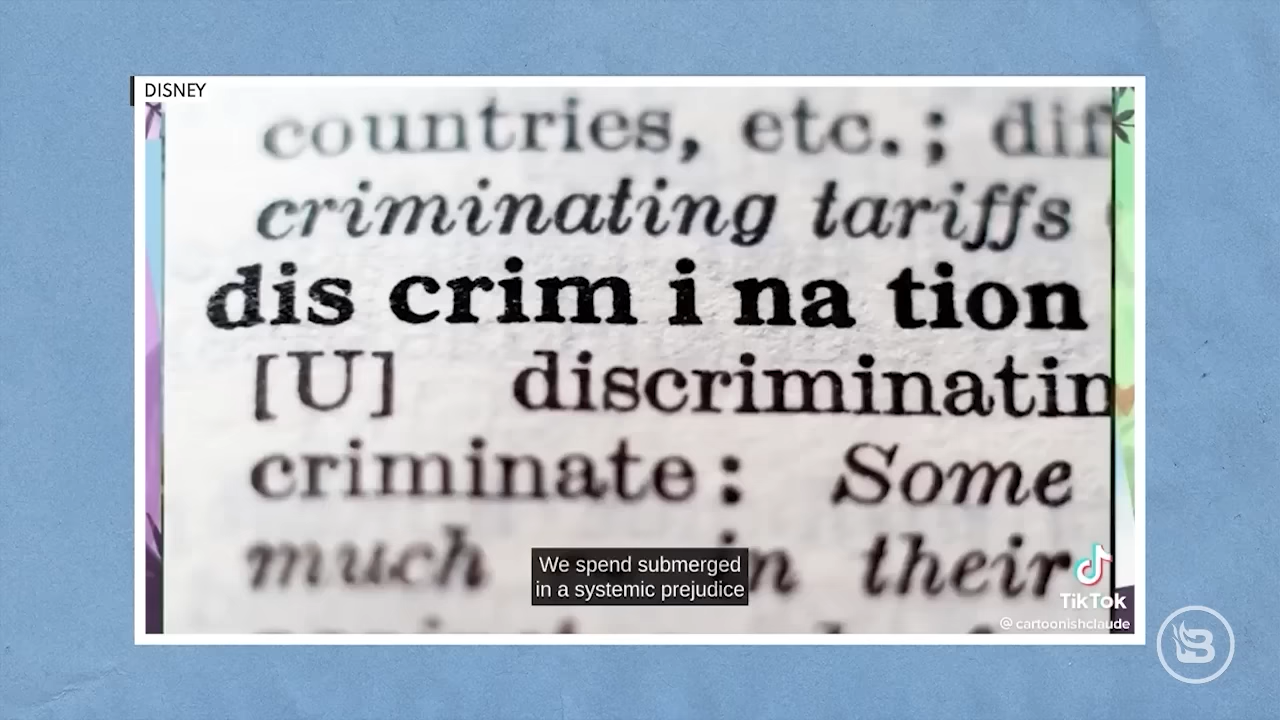 DISNEY
countries, etc.; dif
criminating tariffs
dis crim i na tion
[U] discriminatin
criminate: Some
much in their
We spend submerged
in a systemic prejudice
TikTok
@cartoonishclaude
B